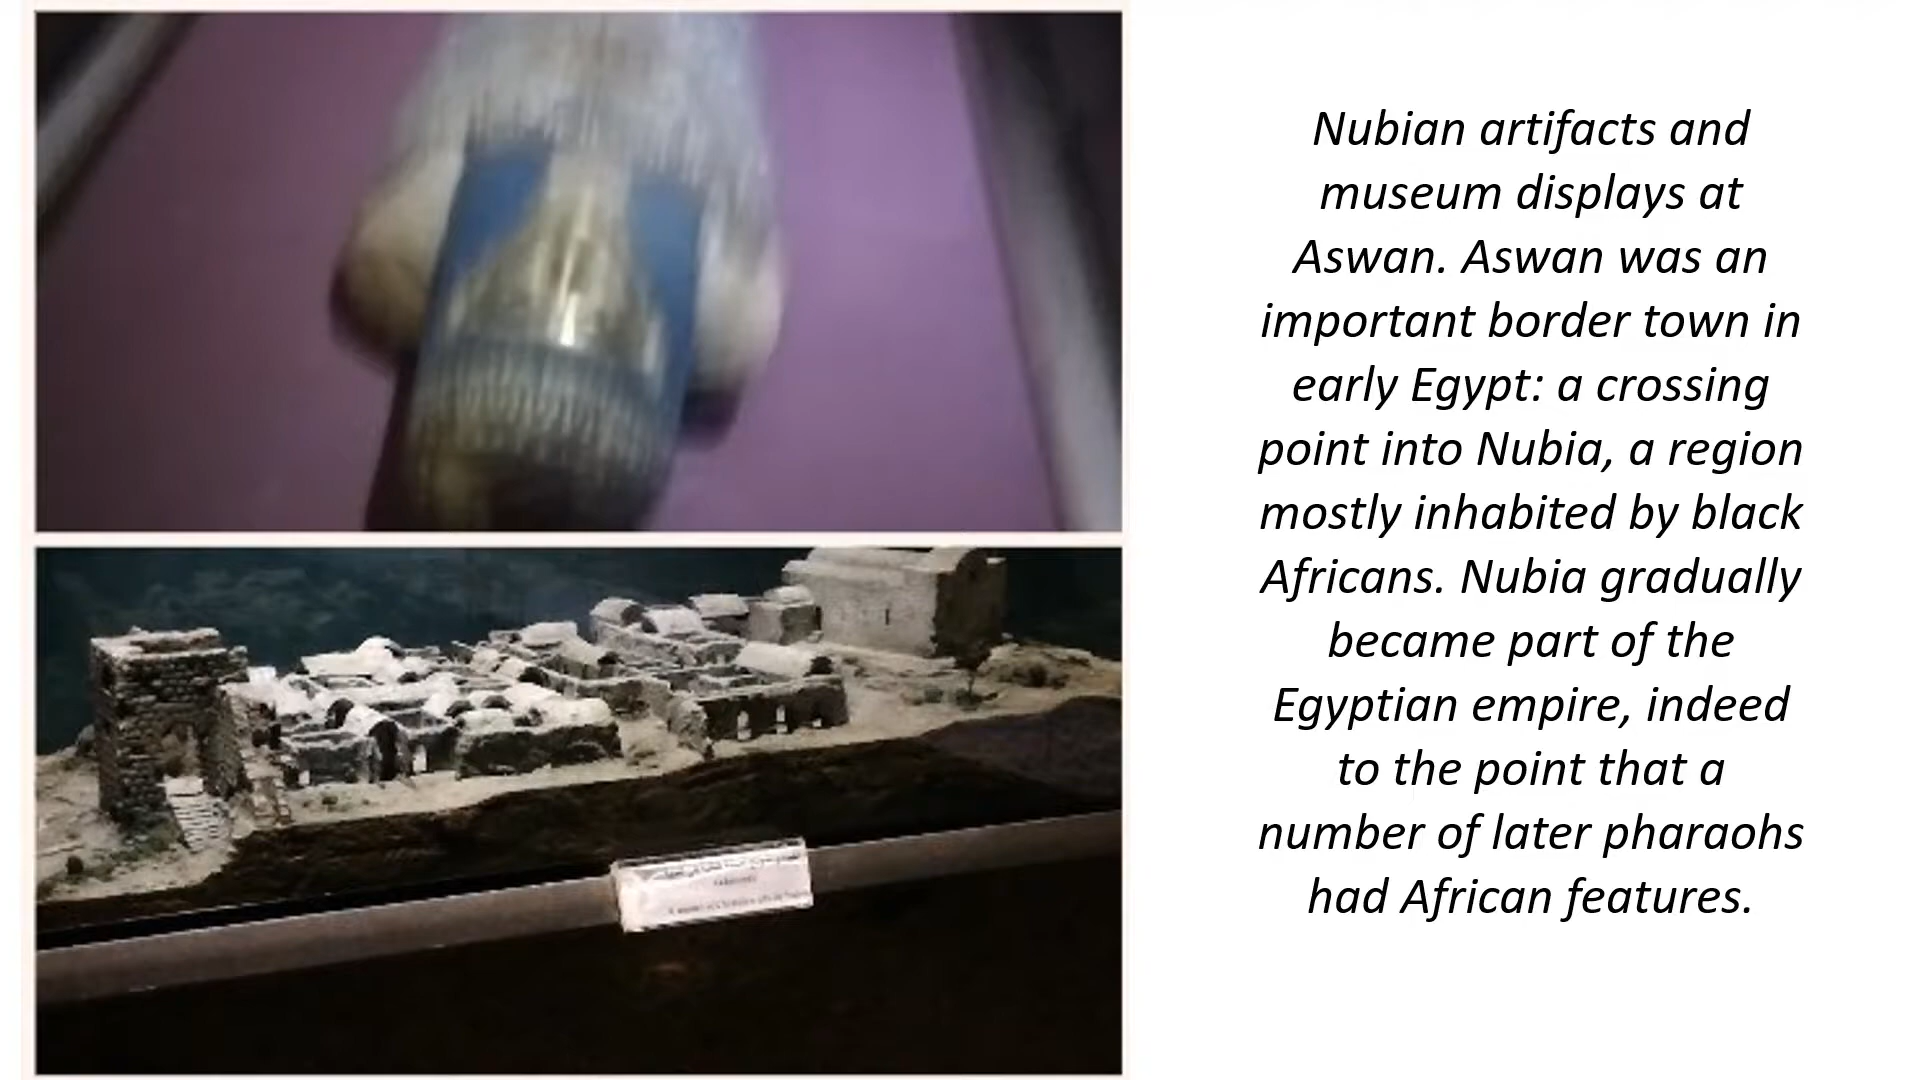 Nubian artifacts and
museum displays at
Aswan. Aswan was an
important border town in
early Egypt: a crossing
point into Nubia, a region
mostly inhabited by black
Africans. Nubia gradually
became part of the
Egyptian empire, indeed
to the point that a
number of later pharaohs
had African features.